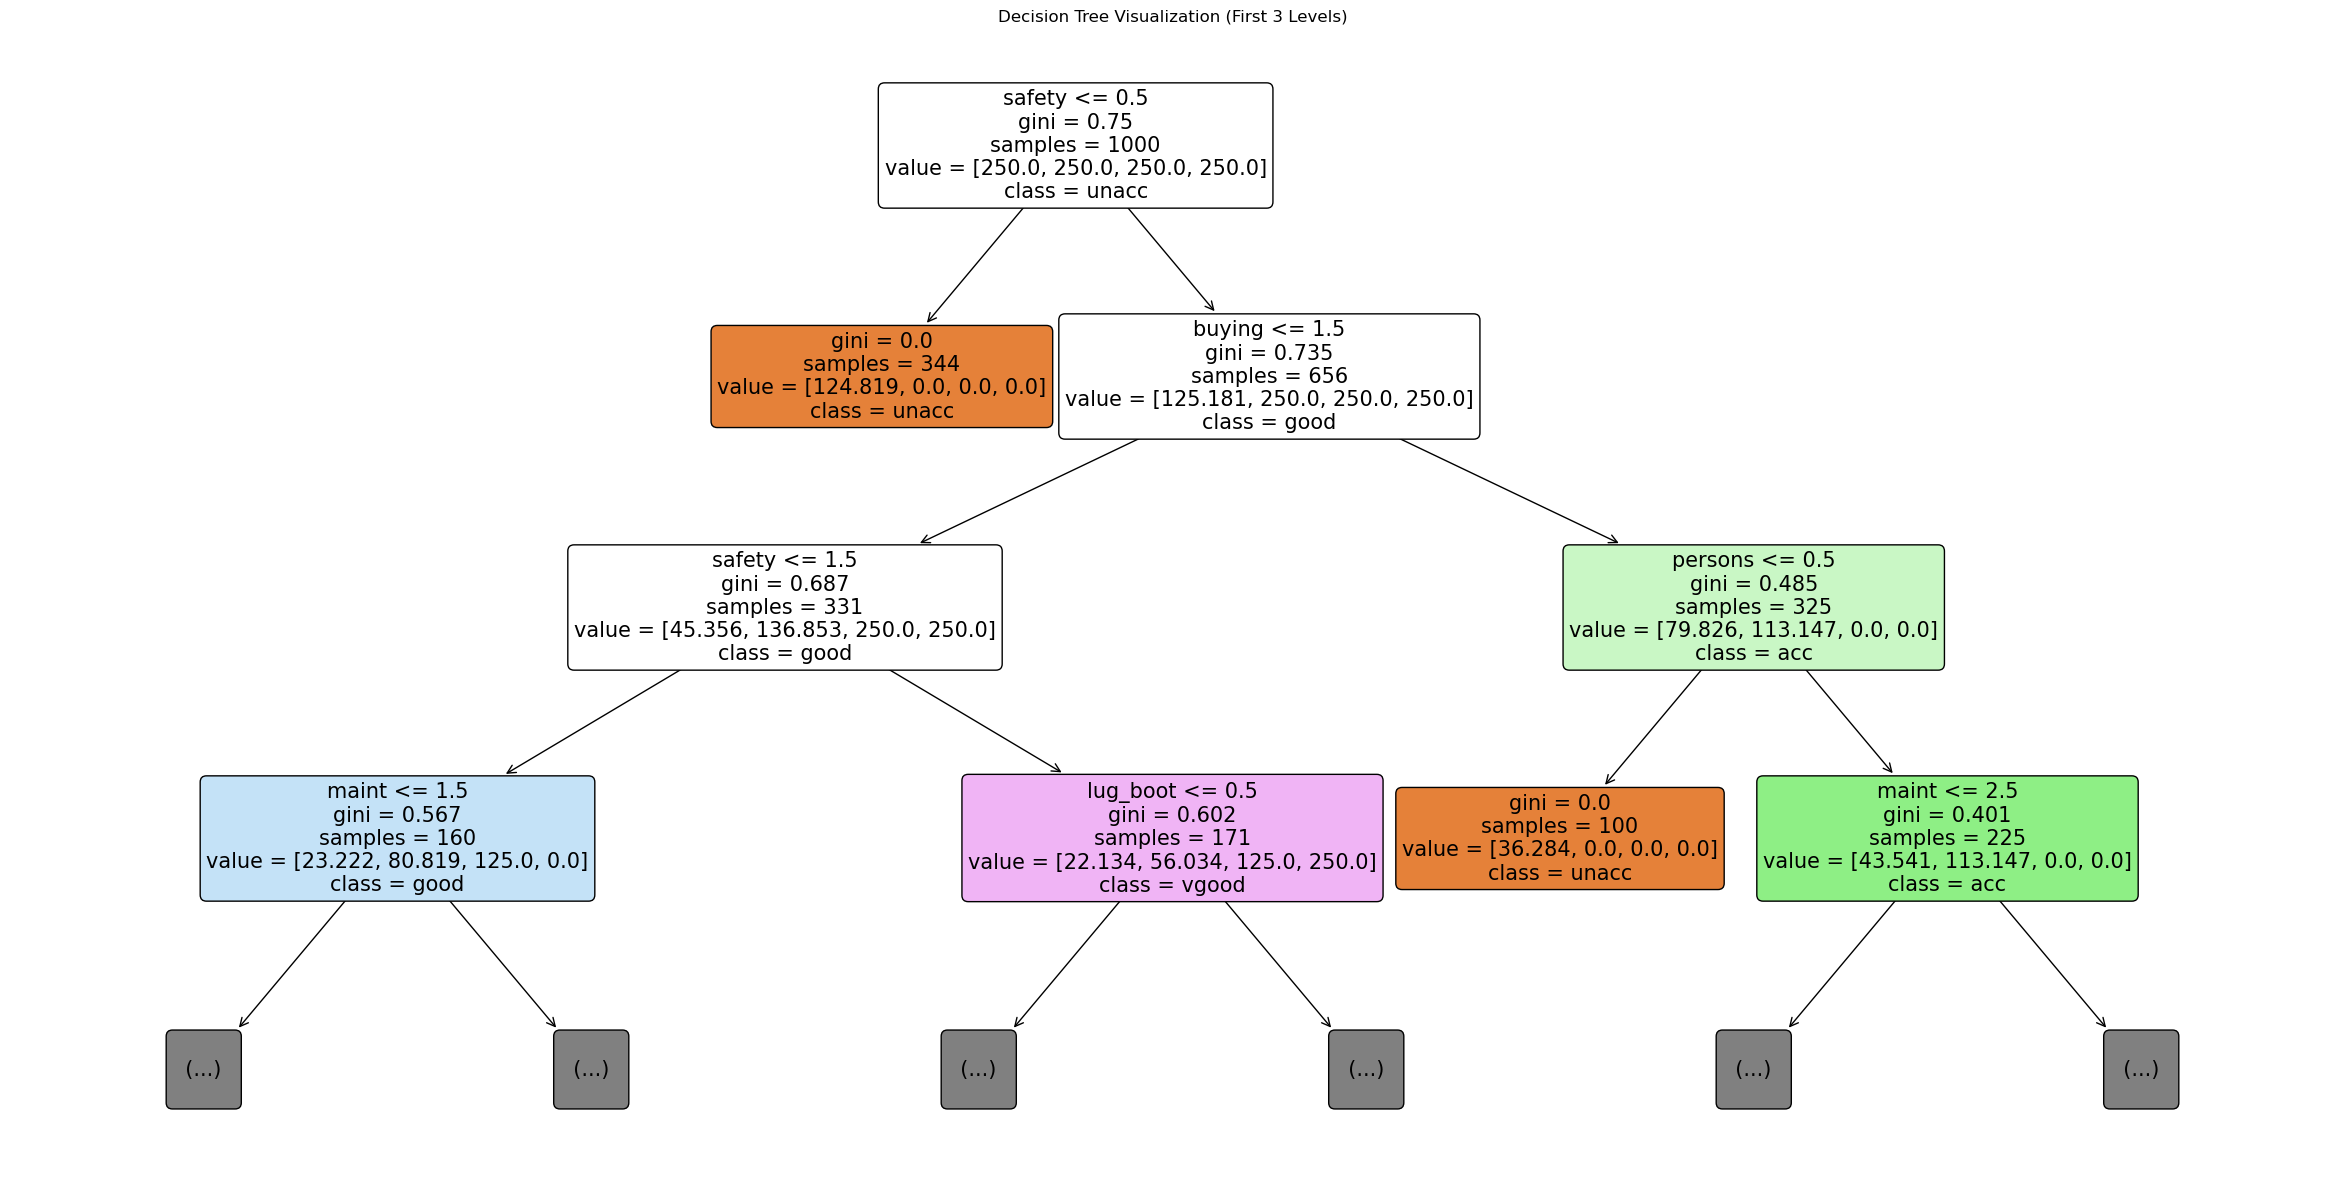 Decision Tree Visualization (First 3 Levels)
safety <= 0.5
gini = 0.75
samples = 1000
value = [250.0, 250.0, 250.0, 250.0]
class = unacc
gini = 0.0
samples = 344
value = [124.819, 0.0, 0.0, 0.0]
class = unacc
buying <= 1.5
gini = 0.735
samples = 656
value = [125.181, 250.0, 250.0, 250.0]
class = good
safety <= 1.5
gini = 0.687
samples = 331
value = [45.356, 136.853, 250.0, 250.0]
class = good
persons <= 0.5
gini = 0.485
samples = 325
value = [79.826, 113.147, 0.0, 0.0]
class = acc
maint <= 1.5
gini = 0.567
samples = 160
value = [23.222, 80.819, 125.0, 0.0]
class = good
lug_boot <= 0.5
gini = 0.602
samples = 171
value = [22.134, 56.034, 125.0, 250.0]
class = vgood
gini = 0.0
samples = 100
value = [36.284, 0.0, 0.0, 0.0]
class = unacc
maint <= 2.5
gini = 0.401
samples = 225
value = [43.541, 113.147, 0.0, 0.0]
class = acc
(...)
(...)
(...)
(...)
(...)
(...)